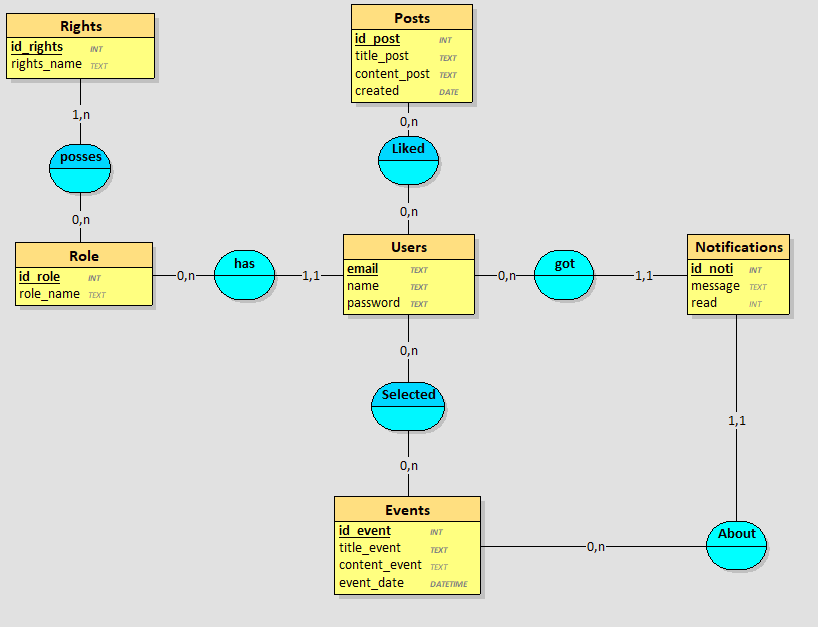 Rights
id_rights INT
rights_name TEXT
1,n
posses
0,n
Role
id_role INT
role_name TEXT
0,n
has
1,1
Posts
id_post INT
title_post TEXT
content_post TEXT
created DATE
0,n
Liked
0,n
Users
email TEXT
name TEXT
password TEXT
0,n
got
1,1
Notifications
id_noti INT
message TEXT
read INT
0,n
Selected
0,n
Events
id_event INT
title_event TEXT
content_event TEXT
event_date DATETIME
0,n
About
1,1